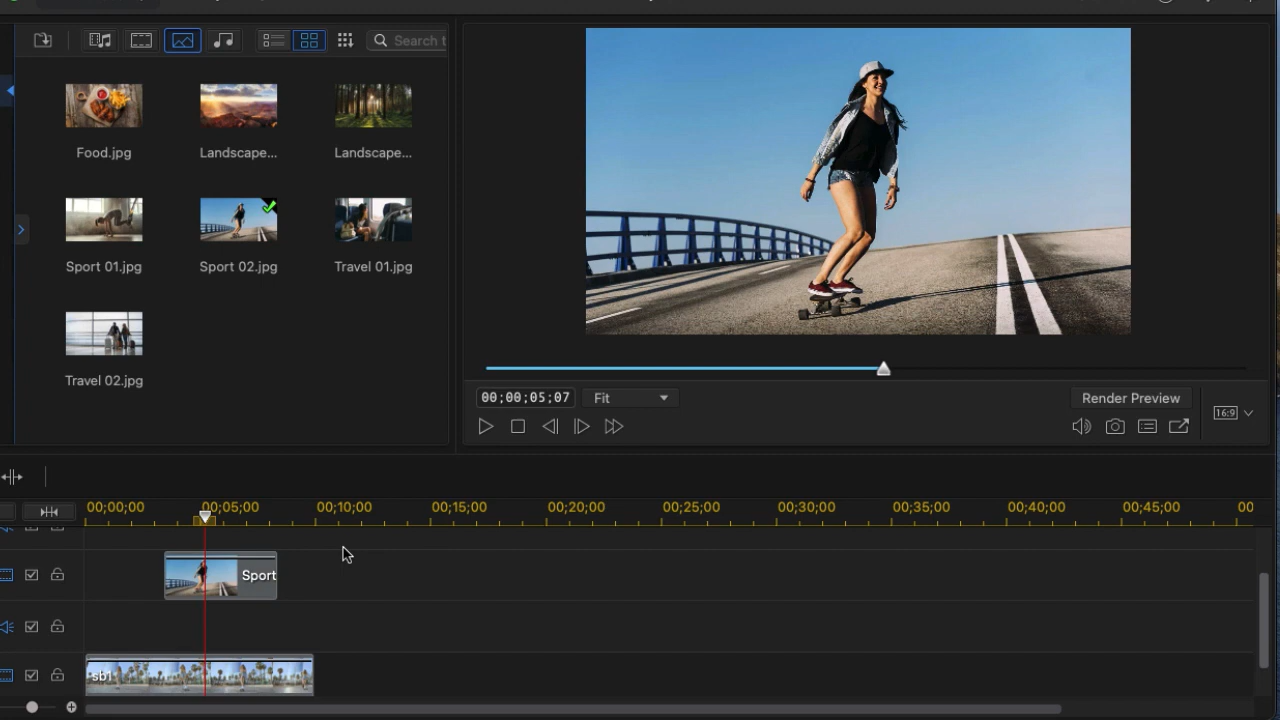 Search t
Food.jpg
Landscape...
Landscape...
Sport 01.jpg
Sport 02.jpg
Travel 01.jpg
Travel 02.jpg
00;00;05;07
Fit
Render Preview
16:9
00;00;00
00;05;00
00;10;00
00;15;00
00;20;00
00;25;00
00;30;00
00;35;00
00;40;00
00;45;00
00
Sport
sb1